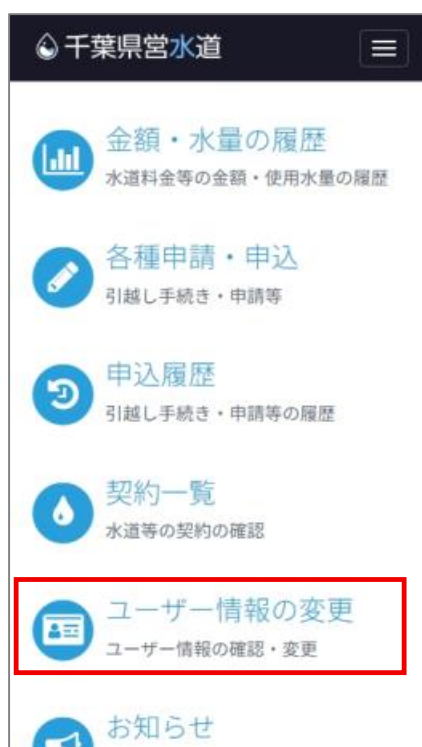 千葉県営水道
金額・水量の履歴
水道料金等の金額・使用水量の履歴
各種申請・申込
引越し手続き・申請等
申込履歴
引越し手続き・申請等の履歴
契約一覧
水道等の契約の確認
ユーザー情報の変更
ユーザー情報の確認・変更
お知らせ